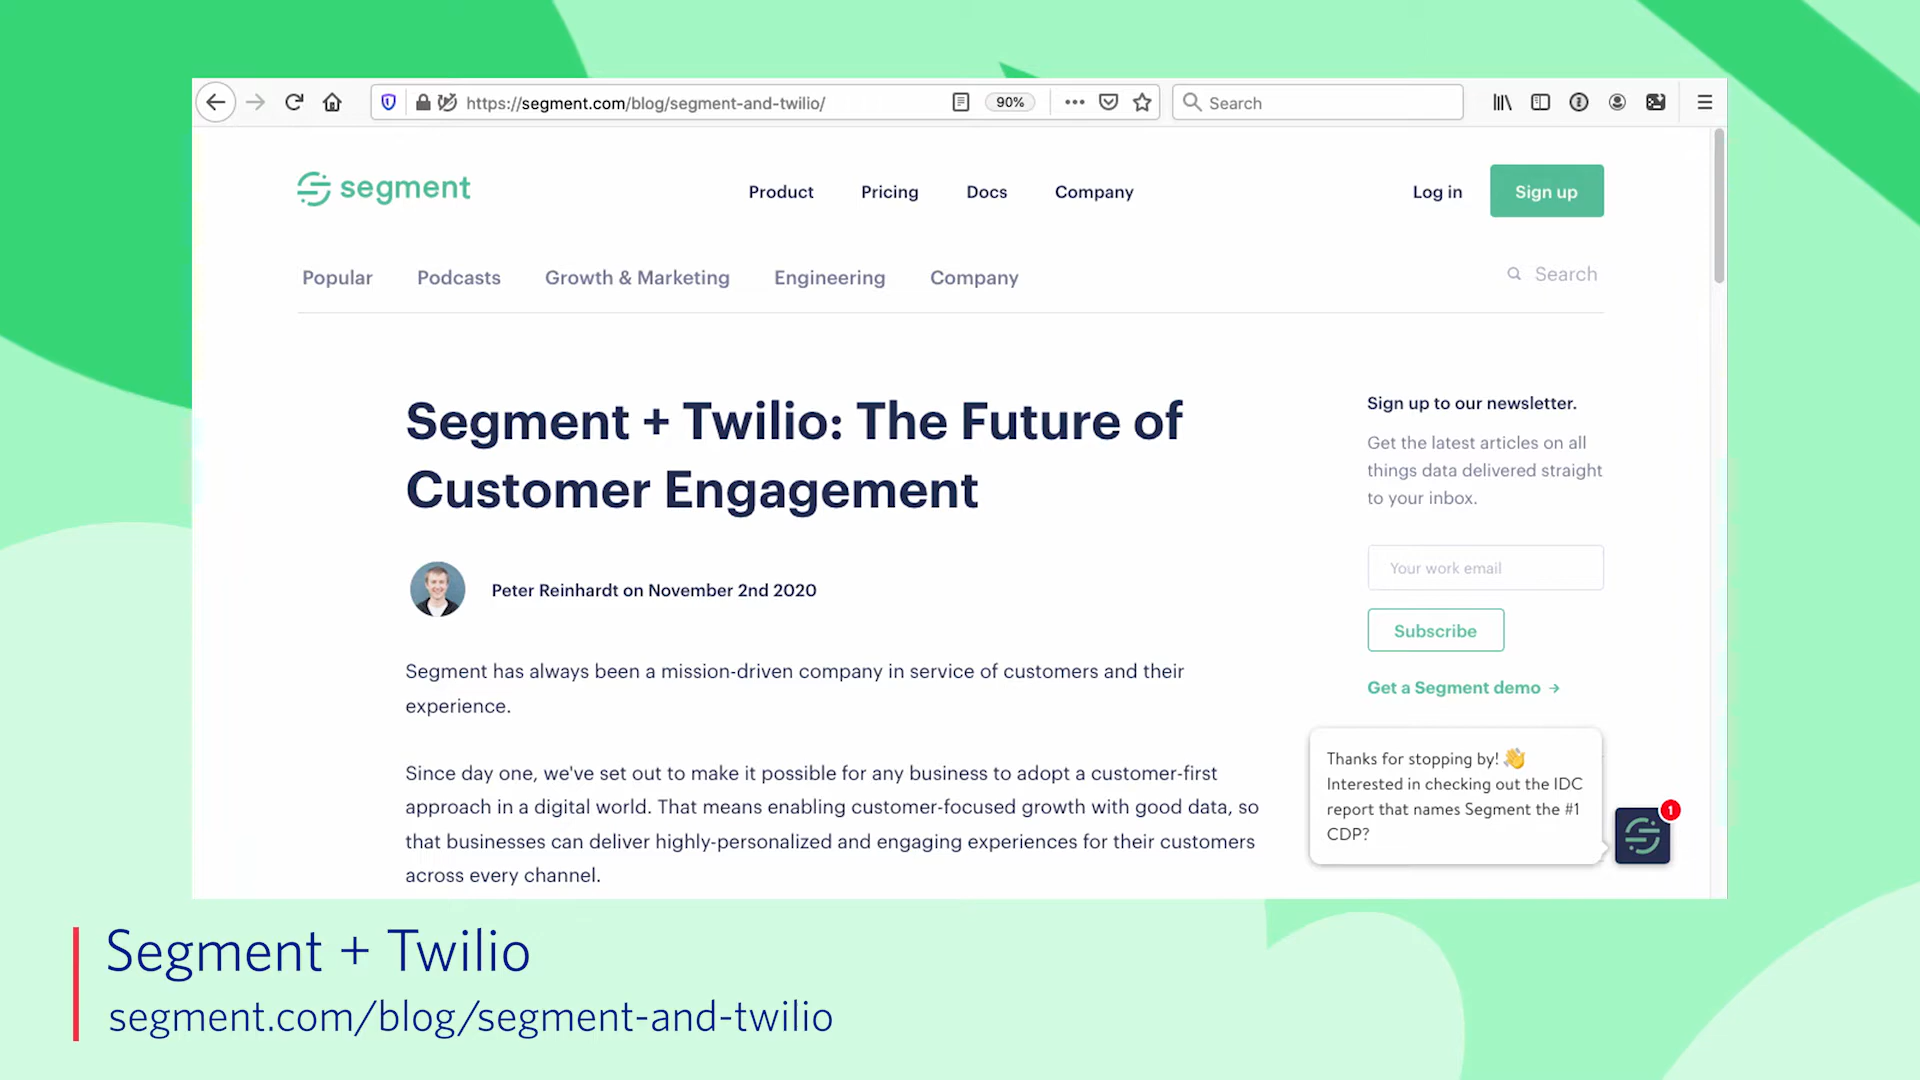 https://segment.com/blog/segment-and-twilio/
90%
Search
segment
Product
Pricing
Docs
Company
Log in
Sign up
Popular
Podcasts
Growth & Marketing
Engineering
Company
Search
Segment + Twilio: The Future of
Customer Engagement
Peter Reinhardt on November 2nd 2020
Segment has always been a mission-driven company in service of customers and their
experience.
Since day one, we've set out to make it possible for any business to adopt a customer-first
approach in a digital world. That means enabling customer-focused growth with good data, so
that businesses can deliver highly-personalized and engaging experiences for their customers
across every channel.
Sign up to our newsletter.
Get the latest articles on all
things data delivered straight
to your inbox.
Your work email
Subscribe
Get a Segment demo →
Thanks for stopping by! 👋
Interested in checking out the IDC
report that names Segment the #1
CDP?
1
Segment + Twilio
segment.com/blog/segment-and-twilio